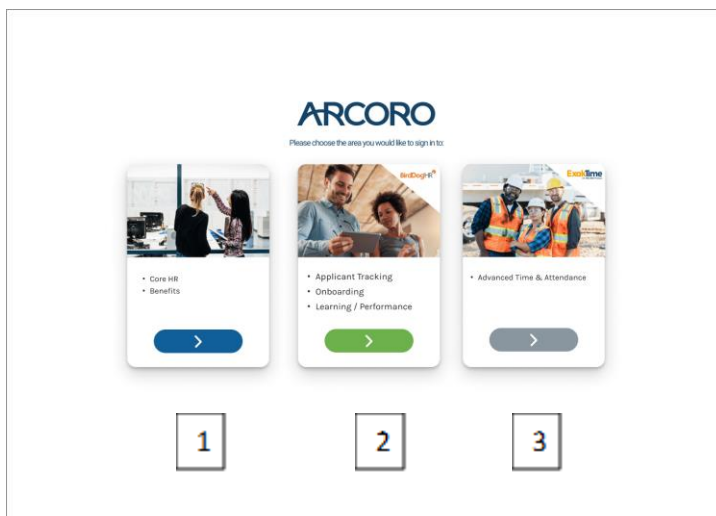 ARCORO
Please choose the area you would like to sign in to:
• Core HR
• Benefits
BirdDogHR
• Applicant Tracking
• Onboarding
• Learning / Performance
ExakTime
• Advanced Time & Attendance
1
2
3